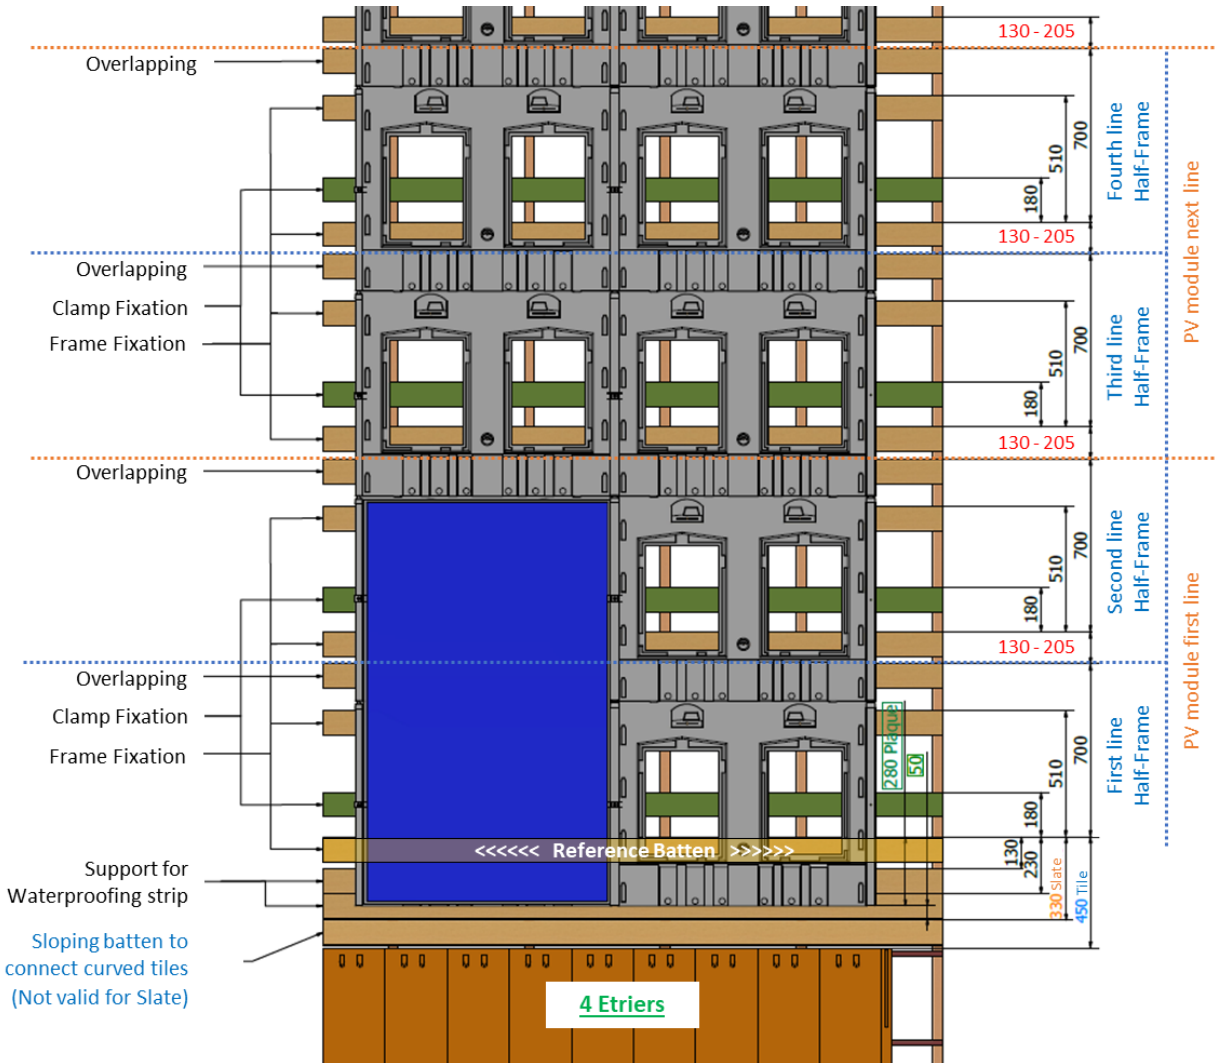 130 - 205
Overlapping
700
510
180
Fourth line
Half-Frame
130 - 205
PV module next line
Overlapping
Clamp Fixation
Frame Fixation
700
510
180
Third line
Half-Frame
130 - 205
Overlapping
700
510
180
Second line
Half-Frame
130 - 205
PV module first line
Overlapping
Clamp Fixation
Frame Fixation
280 Plaque
50
700
510
180
First line
Half-Frame
<<<<<< Reference Batten >>>>>>
130
230
330 Slate
450 Tile
Support for
Waterproofing strip
Sloping batten to
connect curved tiles
(Not valid for Slate)
4 Etriers